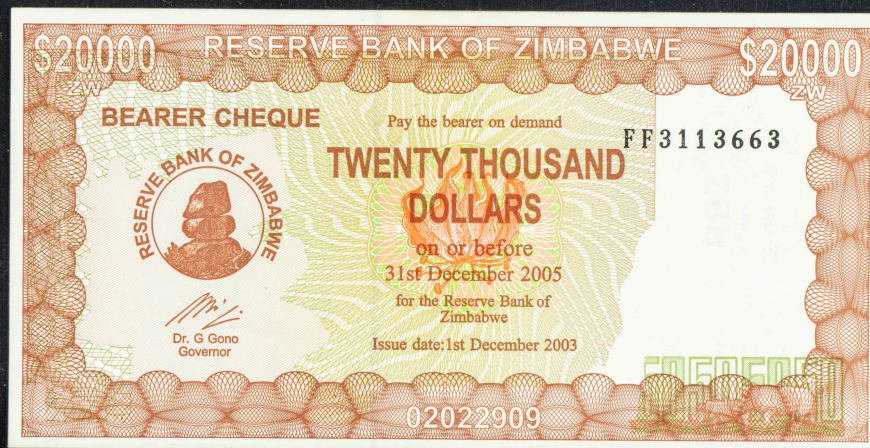 $20000 RESERVE BANK OF ZIMBABWE $20000
ZW ZW
BEARER CHEQUE
Pay the bearer on demand
FF3113663
TWENTY THOUSAND
DOLLARS
RESERVE BANK OF ZIMBABWE
on or before
31st December 2005
for the Reserve Bank of
Zimbabwe
Dr. G Gono
Governor
Issue date:1st December 2003
02022909
RBZ